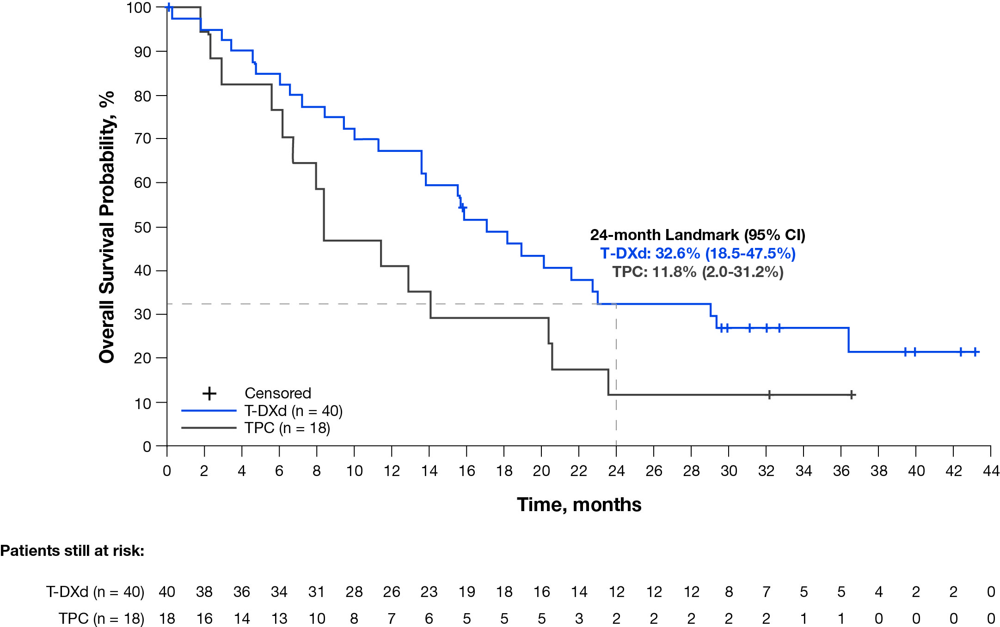 100
90
80
70
60
50
40
30
20
10
0
Overall Survival Probability, %
24-month Landmark (95% CI)
T-DXd: 32.6% (18.5-47.5%)
TPC: 11.8% (2.0-31.2%)
Censored
T-DXd (n = 40)
TPC (n = 18)
0 2 4 6 8 10 12 14 16 18 20 22 24 26 28 30 32 34 36 38 40 42 44
Time, months
Patients still at risk:
T-DXd (n = 40) 40 38 36 34 31 28 26 23 19 18 16 14 12 12 12 8 7 5 5 4 2 2 0
TPC (n = 18) 18 16 14 13 10 8 7 6 5 5 5 3 2 2 2 2 2 1 1 0 0 0 0